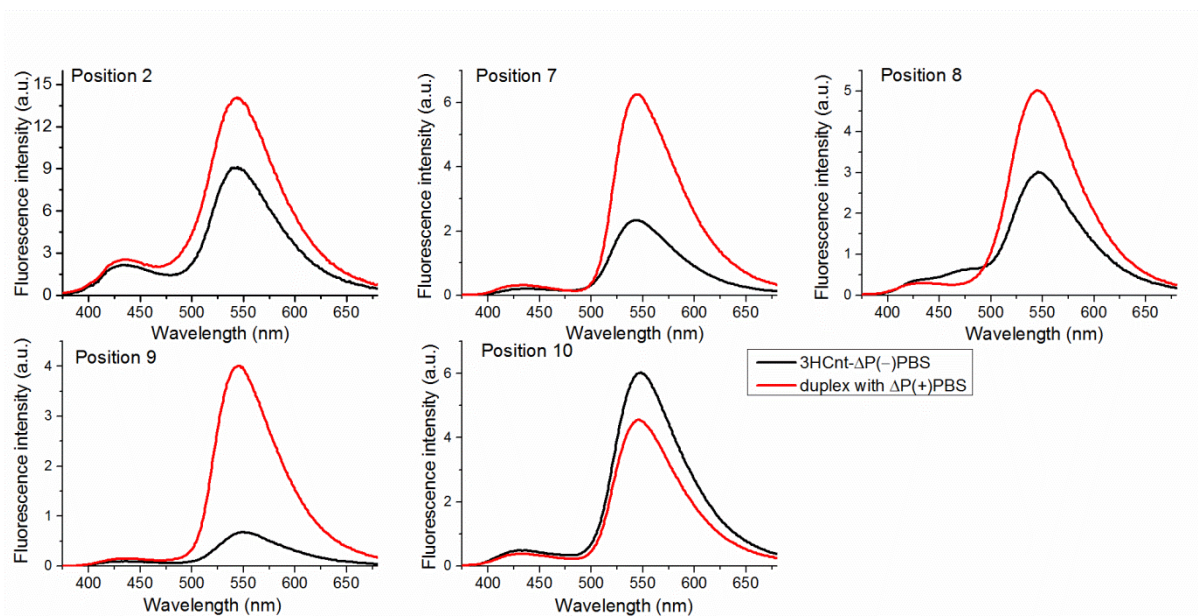 Position 2
Fluorescence intensity (a.u.)
15
12
9
6
3
0
400 450 500 550 600 650
Wavelength (nm)
Position 7
Fluorescence intensity (a.u.)
6
4
2
0
400 450 500 550 600 650
Wavelength (nm)
Position 8
Fluorescence intensity (a.u.)
5
4
3
2
1
0
400 450 500 550 600 650
Wavelength (nm)
Position 9
Fluorescence intensity (a.u.)
4
3
2
1
0
400 450 500 550 600 650
Wavelength (nm)
Position 10
Fluorescence intensity (a.u.)
6
4
2
0
400 450 500 550 600 650
Wavelength (nm)
3HCnt-ΔP(−)PBS
duplex with ΔP(+)PBS